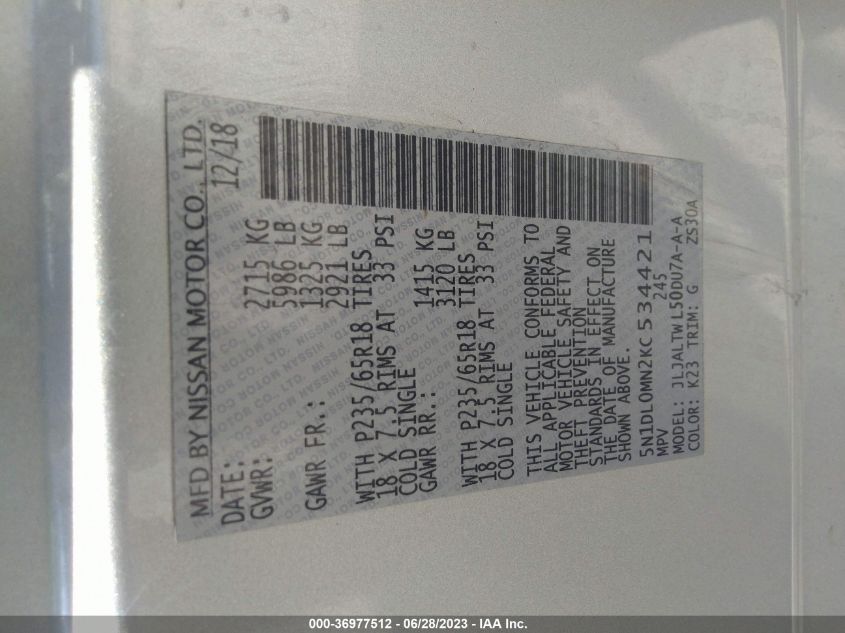 MFD BY NISSAN MOTOR CO., LTD.
DATE: 12/18
GVWR: 2715 KG
5986 LB
GAWR FR.: 1325 KG
2921 LB
WITH P235/65R18 TIRES
18 X 7.5 RIMS AT 33 PSI
COLD SINGLE
GAWR RR.: 1415 KG
3120 LB
WITH P235/65R18 TIRES
18 X 7.5 RIMS AT 33 PSI
COLD SINGLE
THIS VEHICLE CONFORMS TO
ALL APPLICABLE FEDERAL
MOTOR VEHICLE SAFETY AND
THEFT PREVENTION
STANDARDS IN EFFECT ON
THE DATE OF MANUFACTURE
SHOWN ABOVE.
5N1DL0MN2KC534421
MPV 245
MODEL: JLJALTWL50DU7A-A-A
COLOR: K23 TRIM: G ZS30A
000-36977512 - 06/28/2023 - IAA Inc.